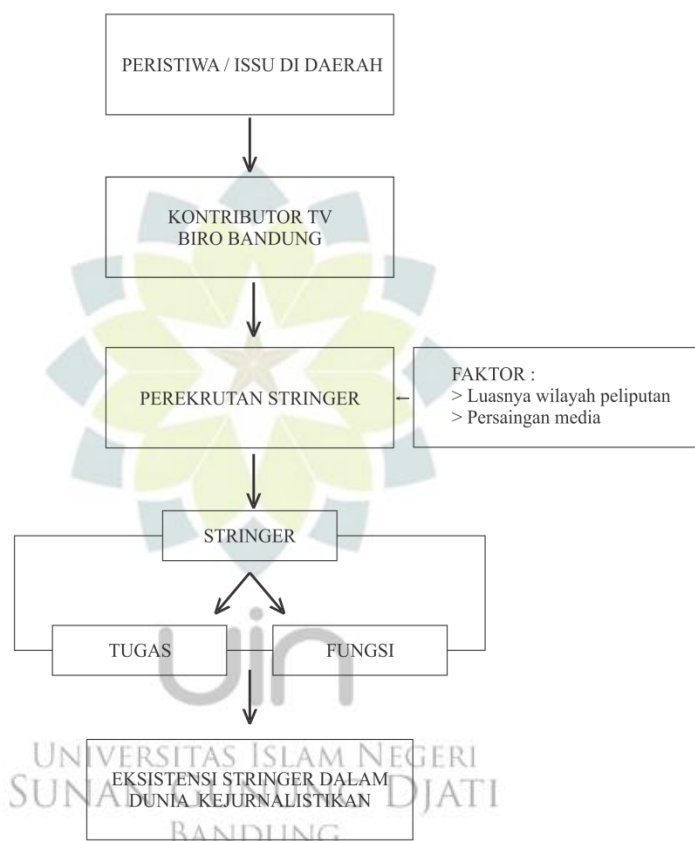 PERISTIWA / ISSU DI DAERAH
KONTRIBUTOR TV
BIRO BANDUNG
PEREKRUTAN STRINGER
FAKTOR :
> Luasnya wilayah peliputan
> Persaingan media
STRINGER
TUGAS
FUNGSI
uin
UNIVERSITAS ISLAM NEGERI
SUNAN GUNUNG DJATI
BANDUNG
EKSISTENSI STRINGER DALAM
DUNIA KEJURNALISTIKAN